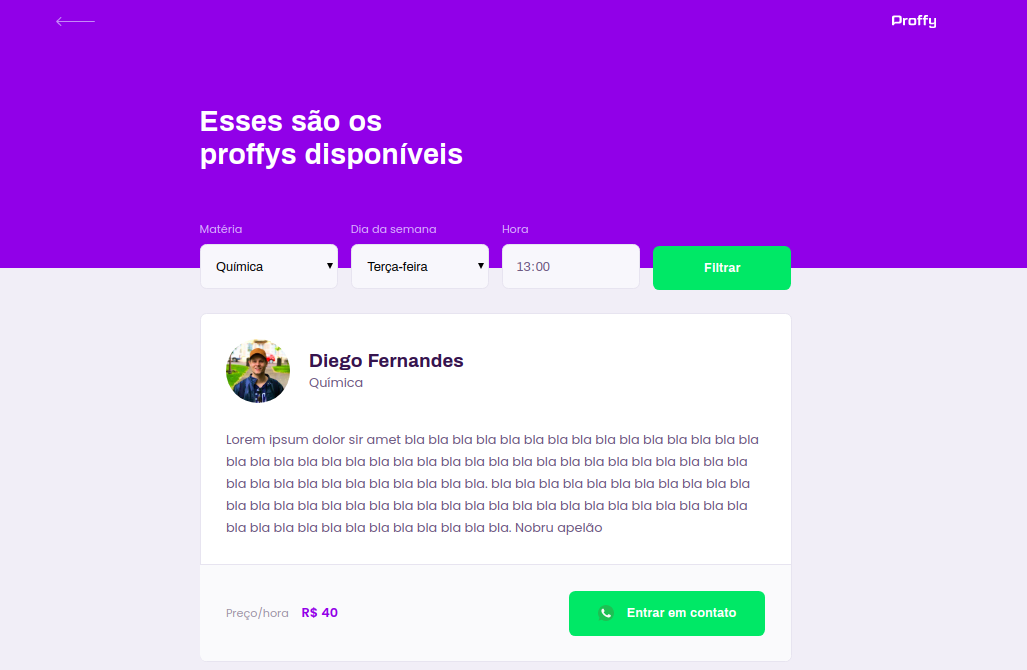 Proffy
Esses são os
proffys disponíveis
Matéria
Dia da semana
Hora
Química
Terça-feira
13:00
Filtrar
Diego Fernandes
Química
Lorem ipsum dolor sir amet bla bla bla bla bla bla bla bla bla bla bla bla bla bla bla
bla bla bla bla bla bla bla bla bla bla bla bla bla bla bla bla bla bla bla bla bla bla
bla bla bla bla bla bla bla bla bla bla bla. bla bla bla bla bla bla bla bla bla bla bla
bla bla bla bla bla bla bla bla bla bla bla bla bla bla bla bla bla bla bla bla bla bla
bla bla bla bla bla bla bla bla bla bla bla bla. Nobru apelão
Preço/hora
R$ 40
Entrar em contato